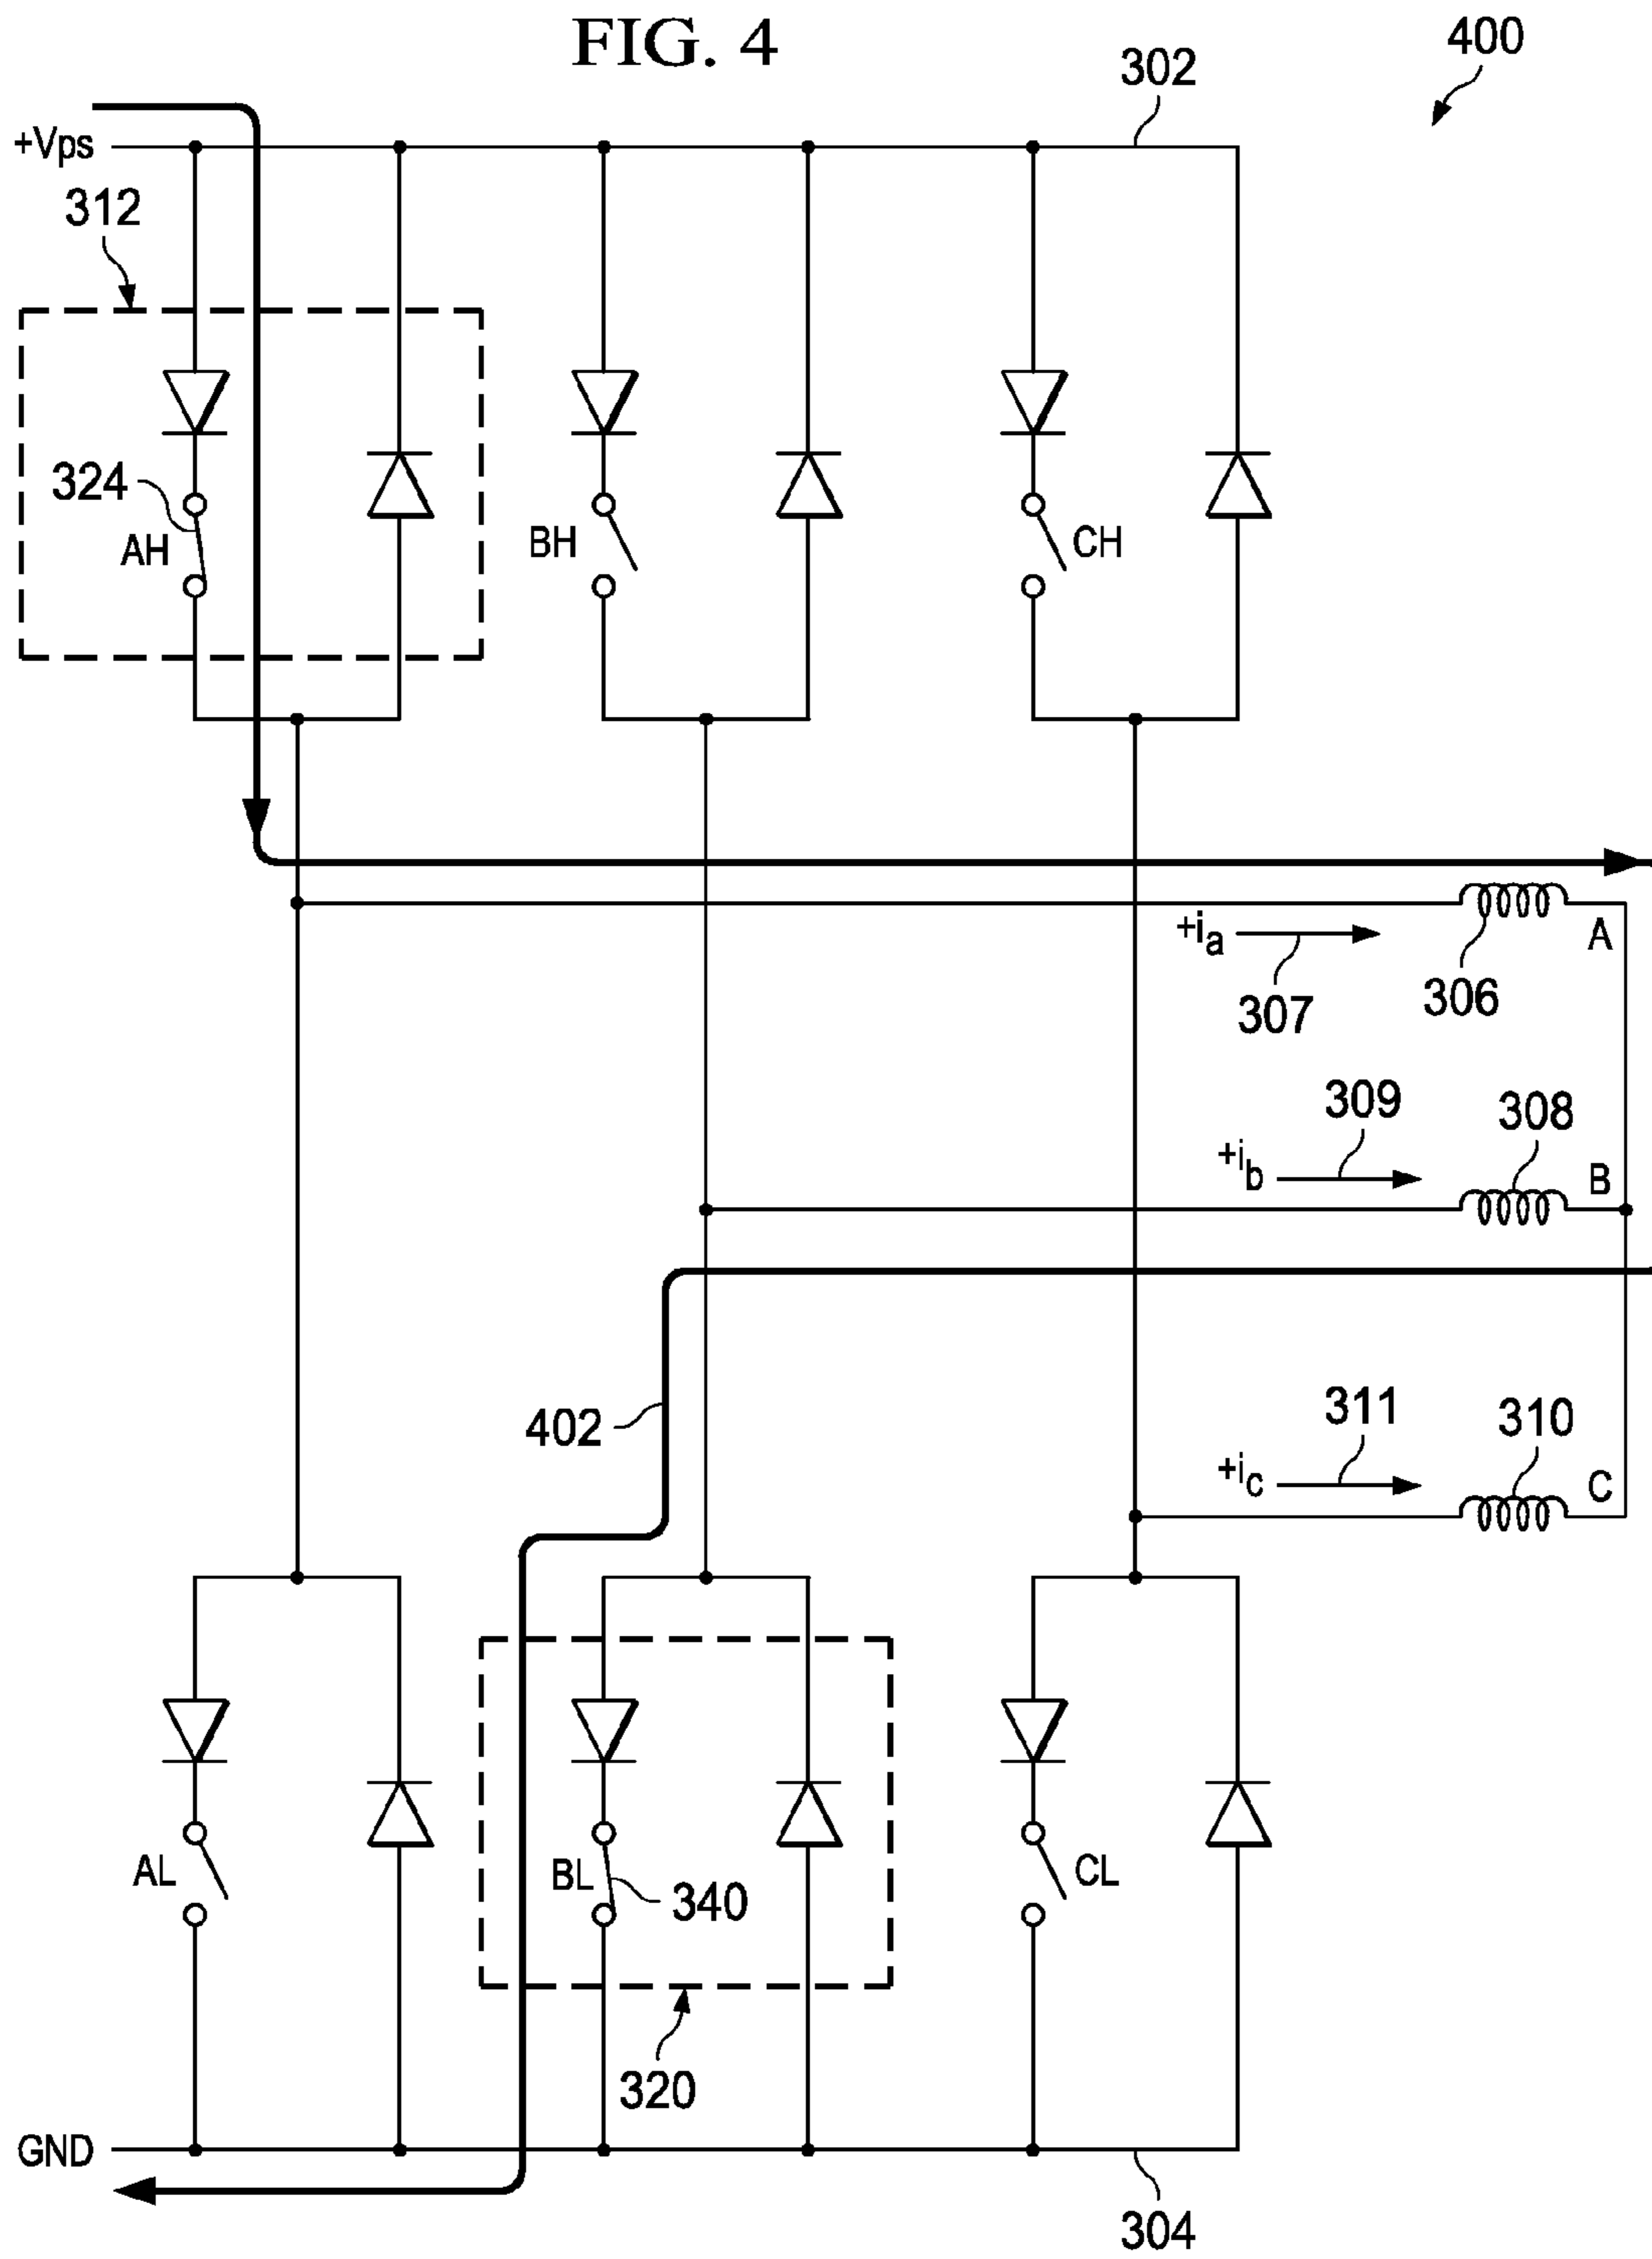 FIG. 4
400
302
+Vps
312
324
AH
BH
CH
+ia
A
307
306
309
308
+ib
B
402
311
310
+ic
C
AL
BL
340
CL
320
GND
304